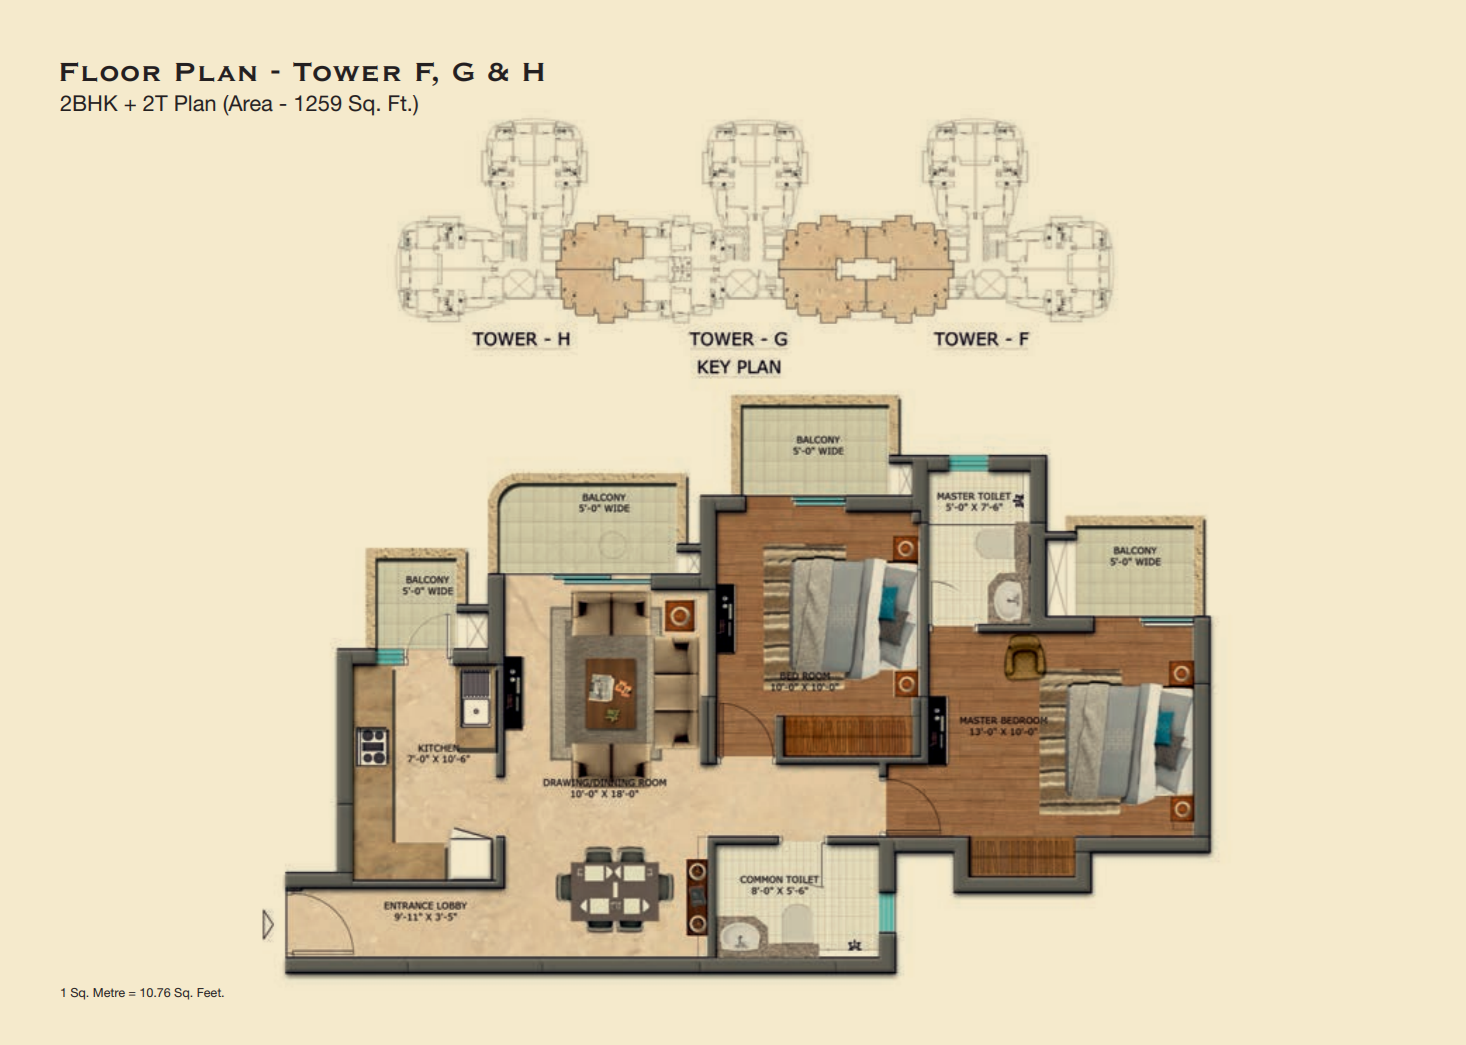 FLOOR PLAN - TOWER F, G & H
2BHK + 2T Plan (Area - 1259 Sq. Ft.)
TOWER - H
TOWER - G
TOWER - F
KEY PLAN
BALCONY
5'-0" WIDE
BALCONY
5'-0" WIDE
BALCONY
5'-0" WIDE
MASTER TOILET
5'-0" X 7'-6"
BALCONY
5'-0" WIDE
BED ROOM
10'-0" X 10'-0"
MASTER BEDROOM
13'-0" X 10'-0"
KITCHEN
7'-0" X 10'-6"
DRAWING/DINNING ROOM
10'-0" X 18'-0"
COMMON TOILET
8'-0" X 5'-6"
ENTRANCE LOBBY
9'-11" X 3'-5"
1 Sq. Metre = 10.76 Sq. Feet.